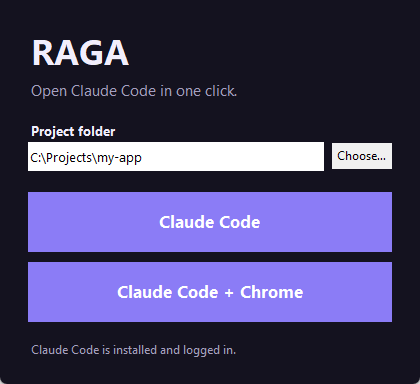 RAGA
Open Claude Code in one click.
Project folder
C:\Projects\my-app
Choose...
Claude Code
Claude Code + Chrome
Claude Code is installed and logged in.